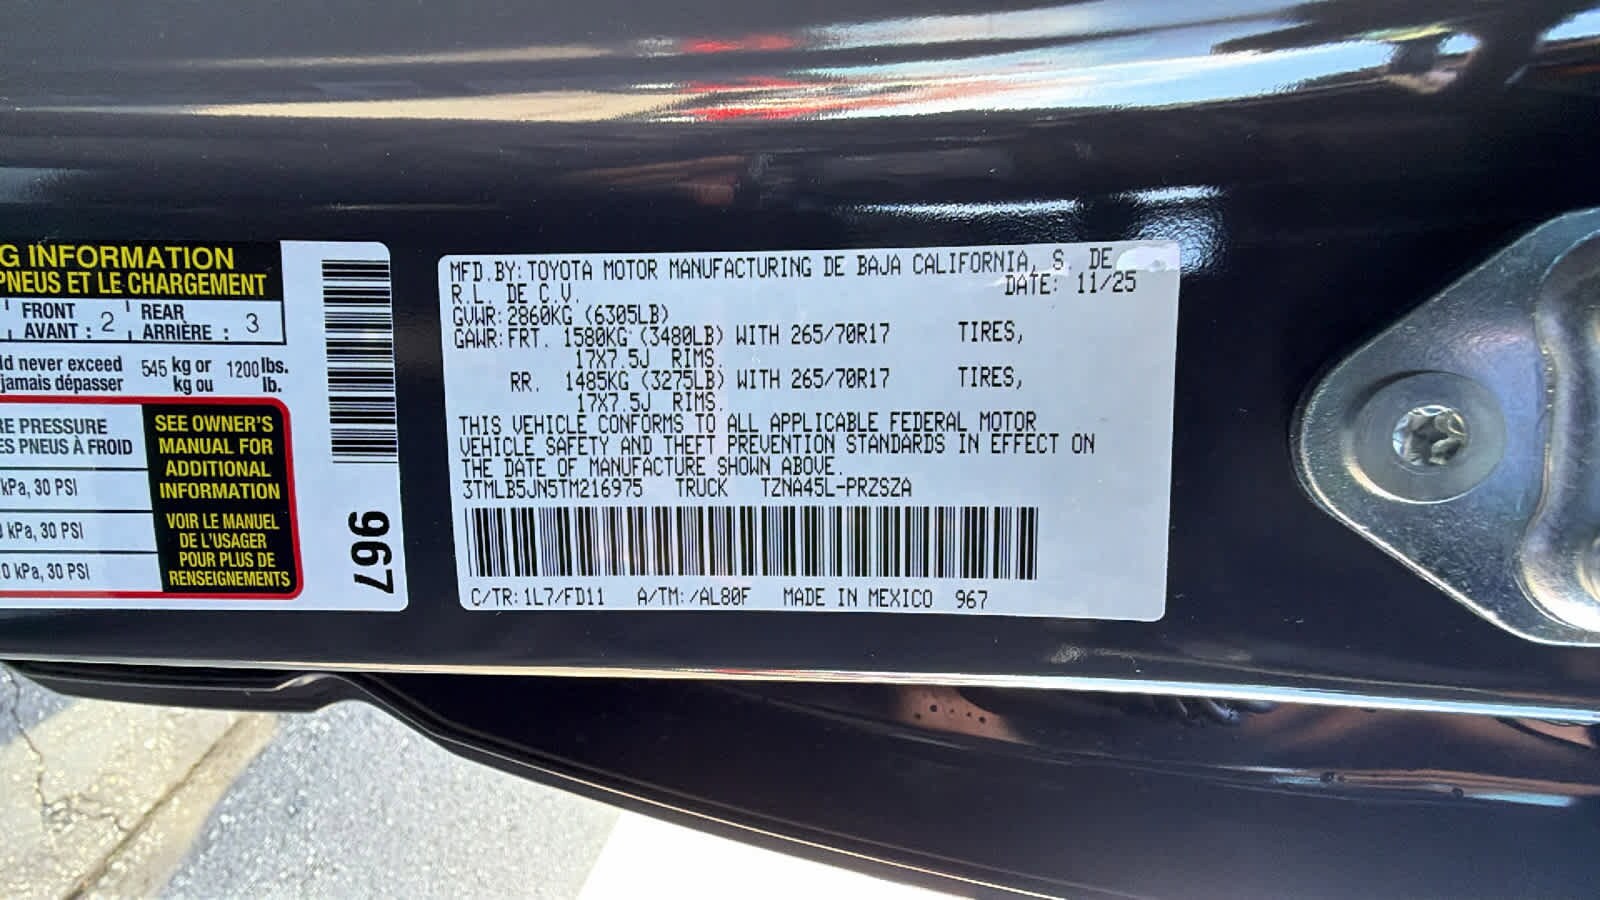 G INFORMATION
PNEUS ET LE CHARGEMENT
FRONT
AVANT : 2
REAR
ARRIÈRE : 3
ld never exceed 545 kg or 1200 lbs.
jamais dépasser kg ou lb.
RE PRESSURE
ES PNEUS À FROID
kPa, 30 PSI
kPa, 30 PSI
0 kPa, 30 PSI
SEE OWNER'S
MANUAL FOR
ADDITIONAL
INFORMATION
VOIR LE MANUEL
DE L'USAGER
POUR PLUS DE
RENSEIGNEMENTS
967
MFD.BY:TOYOTA MOTOR MANUFACTURING DE BAJA CALIFORNIA, S. DE
R.L. DE C.V. DATE: 11/25
GVWR:2860KG (6305LB)
GAWR:FRT. 1580KG (3480LB) WITH 265/70R17 TIRES,
17X7.5J RIMS.
RR. 1485KG (3275LB) WITH 265/70R17 TIRES,
17X7.5J RIMS.
THIS VEHICLE CONFORMS TO ALL APPLICABLE FEDERAL MOTOR
VEHICLE SAFETY AND THEFT PREVENTION STANDARDS IN EFFECT ON
THE DATE OF MANUFACTURE SHOWN ABOVE.
3TMLB5JN5TM216975 TRUCK TZNA45L-PRZSZA
C/TR:1L7/FD11 A/TM:/AL80F MADE IN MEXICO 967